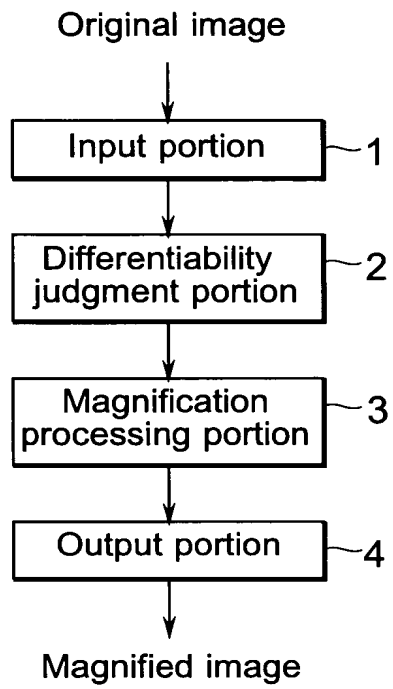 Original image
Input portion
1
Differentiability
judgment portion
2
Magnification
processing portion
3
Output portion
4
Magnified image